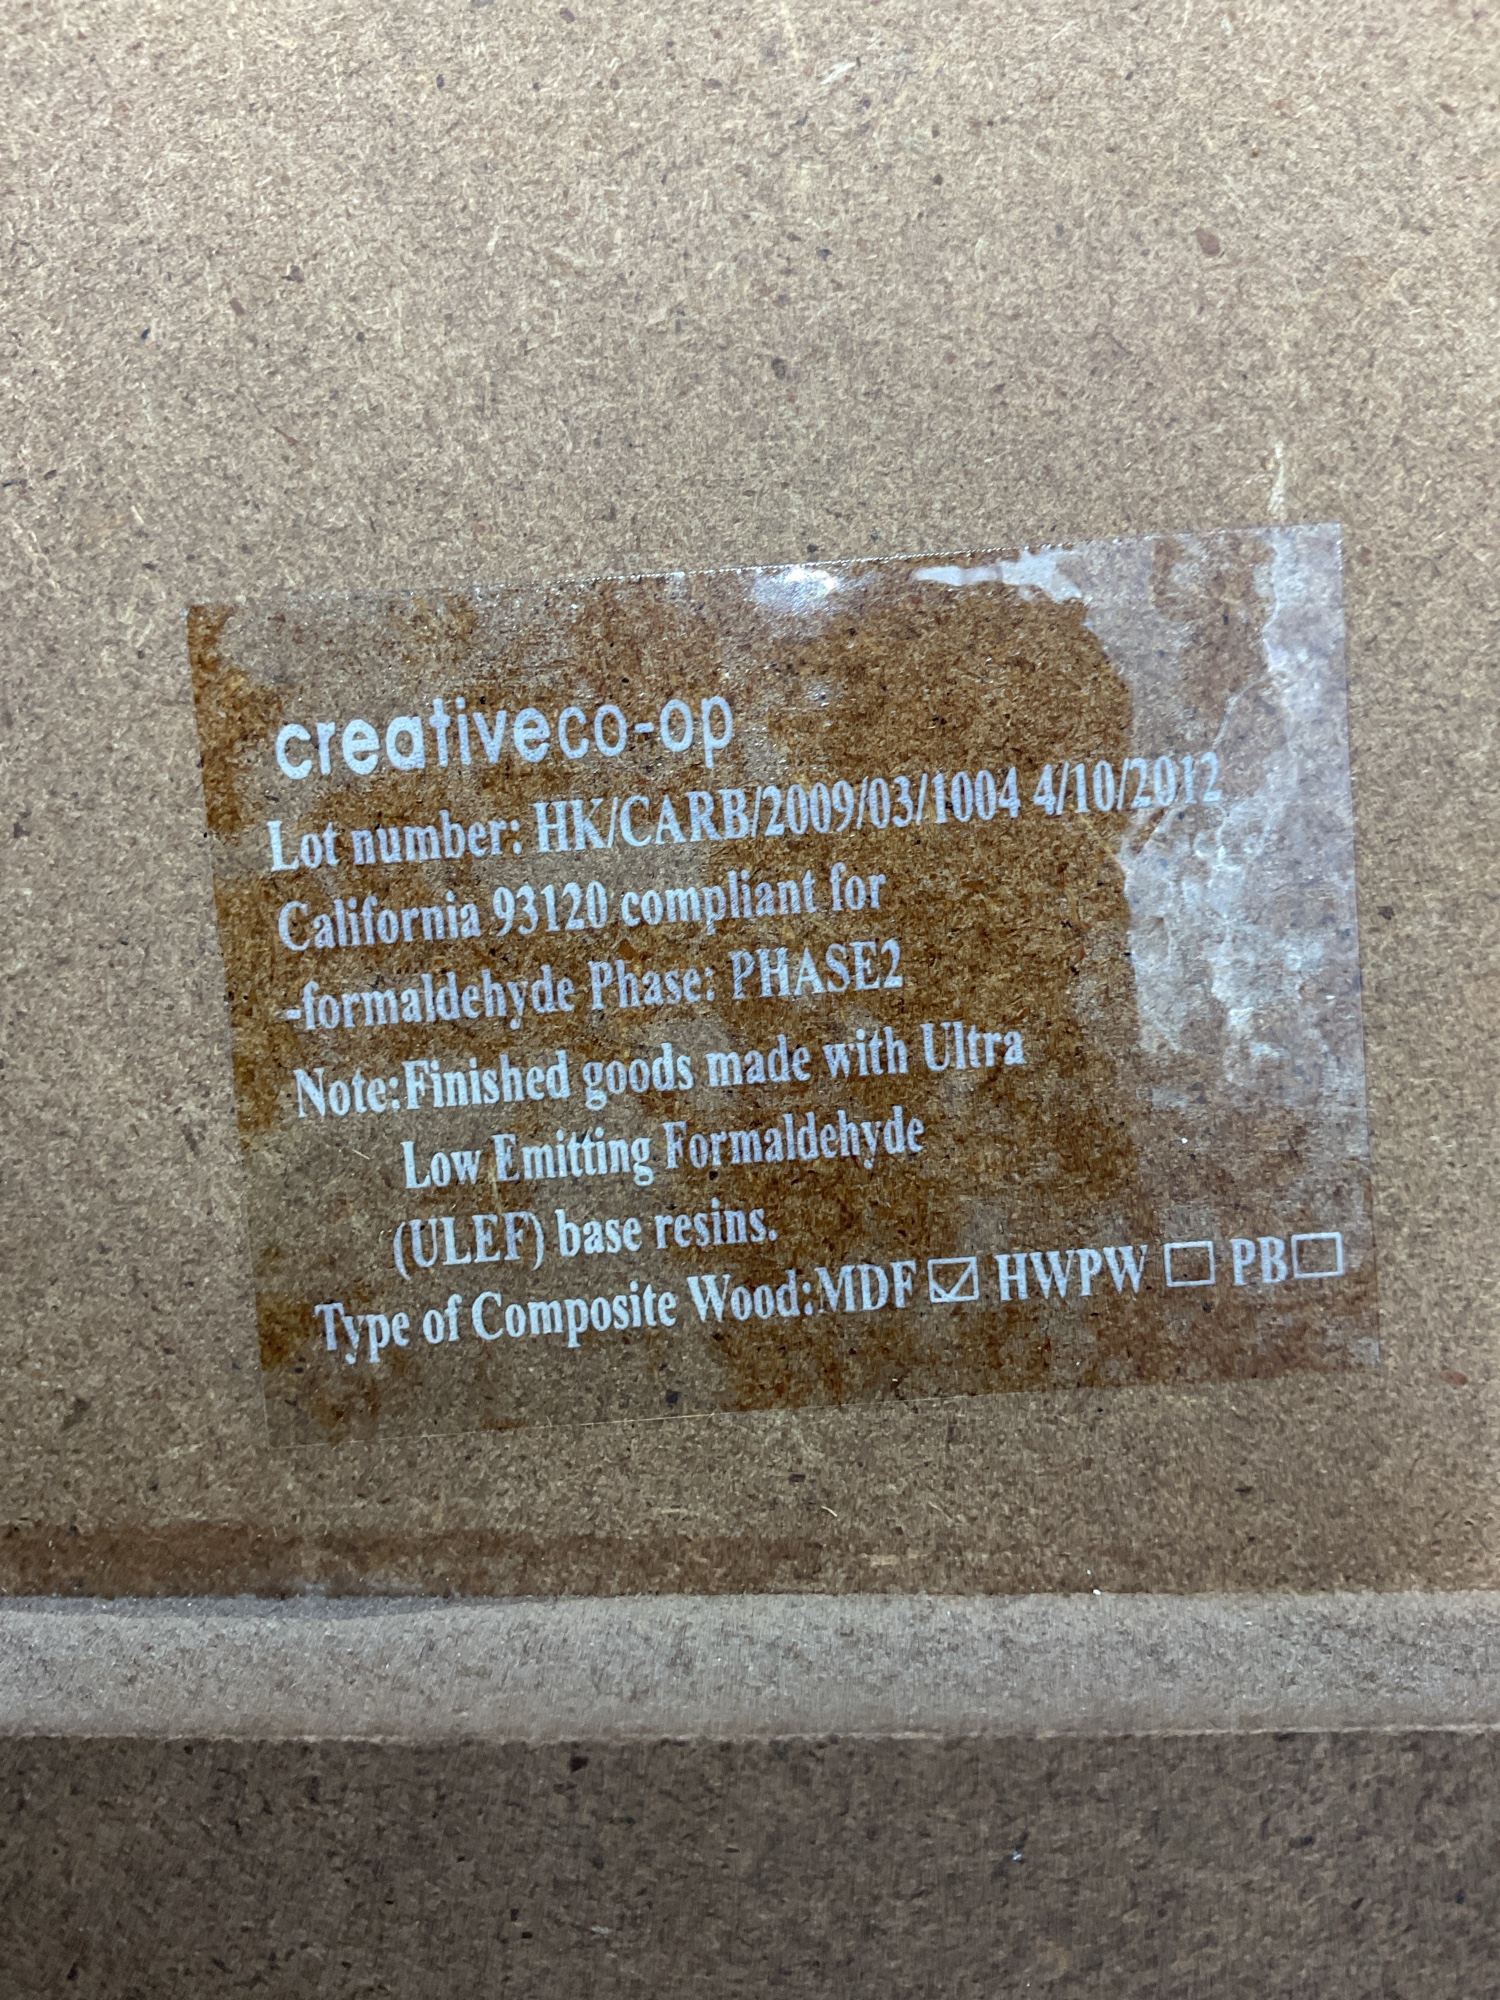 creativeco-op
Lot number: HK/CARB/2009/03/1004 4/10/2012
California 93120 compliant for
-formaldehyde Phase: PHASE2
Note:Finished goods made with Ultra
Low Emitting Formaldehyde
(ULEF) base resins.
Type of Composite Wood:MDF ☑ HWPW ☐ PB☐